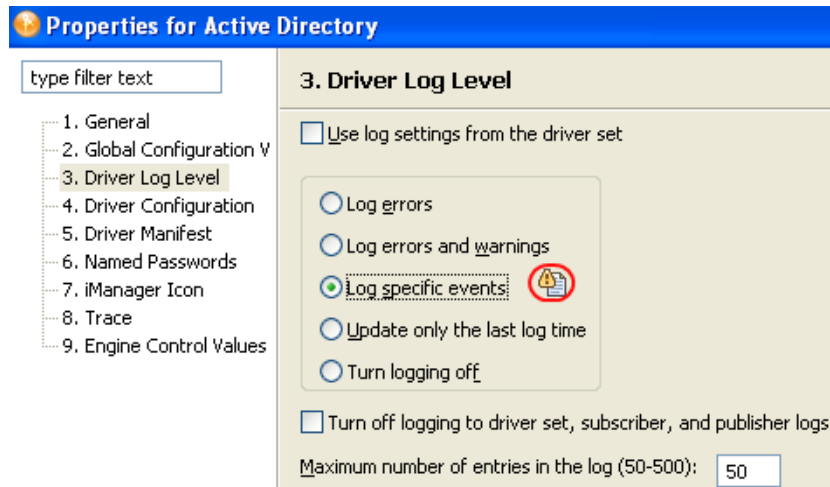 Properties for Active Directory
type filter text
1. General
2. Global Configuration V
3. Driver Log Level
4. Driver Configuration
5. Driver Manifest
6. Named Passwords
7. iManager Icon
8. Trace
9. Engine Control Values
3. Driver Log Level
Use log settings from the driver set
Log errors
Log errors and warnings
Log specific events
Update only the last log time
Turn logging off
Turn off logging to driver set, subscriber, and publisher logs
Maximum number of entries in the log (50-500): 50